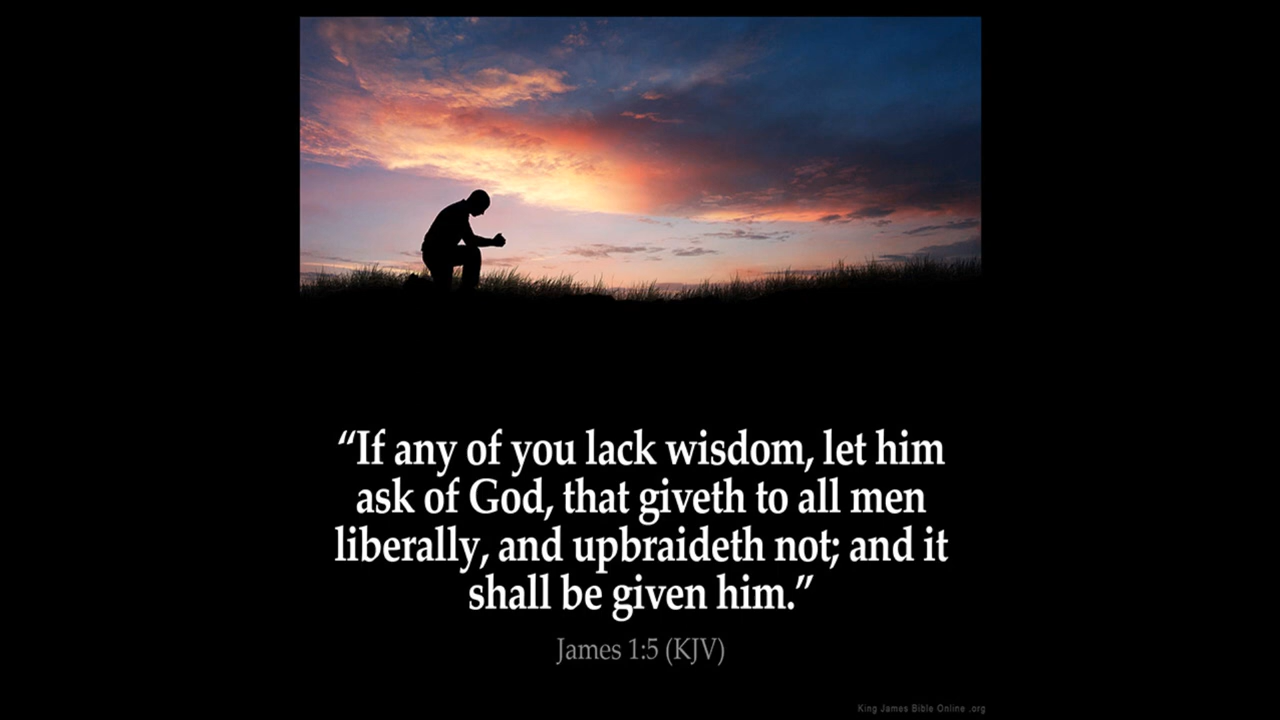 “If any of you lack wisdom, let him
ask of God, that giveth to all men
liberally, and upbraideth not; and it
shall be given him.”
James 1:5 (KJV)
King James Bible Online .org